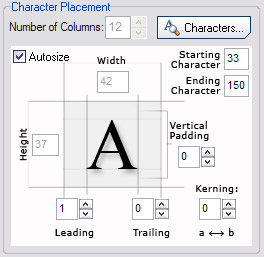 Character Placement
Number of Columns: 12 Characters...
Autosize
Starting Character 33
Ending Character 150
Width
42
Height
37
A
Vertical Padding
0
Kerning:
1 0 0
Leading Trailing a ↔ b